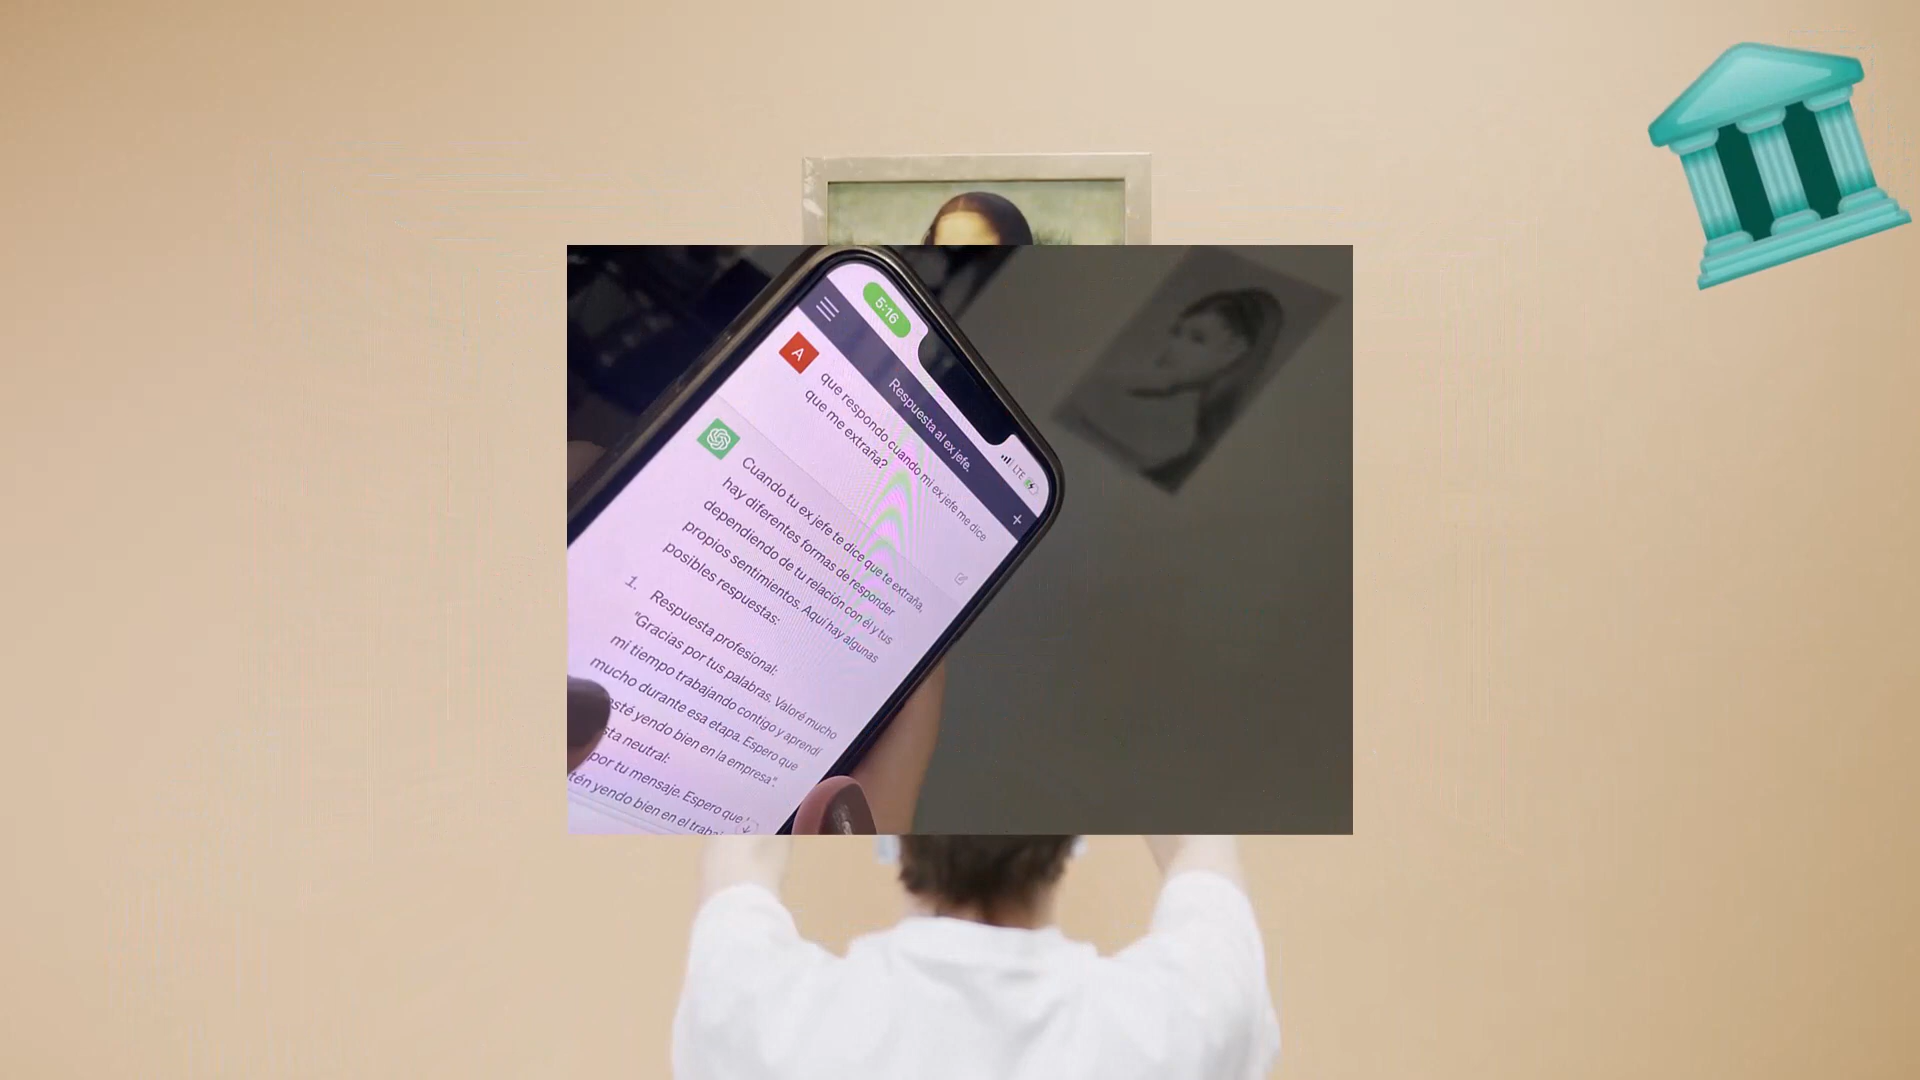 5:16
LTE
Respuesta al ex jefe.
+
A
que respondo cuando mi ex jefe me dice
que me extraña?
Cuando tu ex jefe te dice que te extraña,
hay diferentes formas de responder
dependiendo de tu relación con él y tus
propios sentimientos. Aquí hay algunas
posibles respuestas:
1. Respuesta profesional:
"Gracias por tus palabras. Valoré mucho
mi tiempo trabajando contigo y aprendí
mucho durante esa etapa. Espero que
esté yendo bien en la empresa".
neutral:
por tu mensaje. Espero que
yendo bien en el